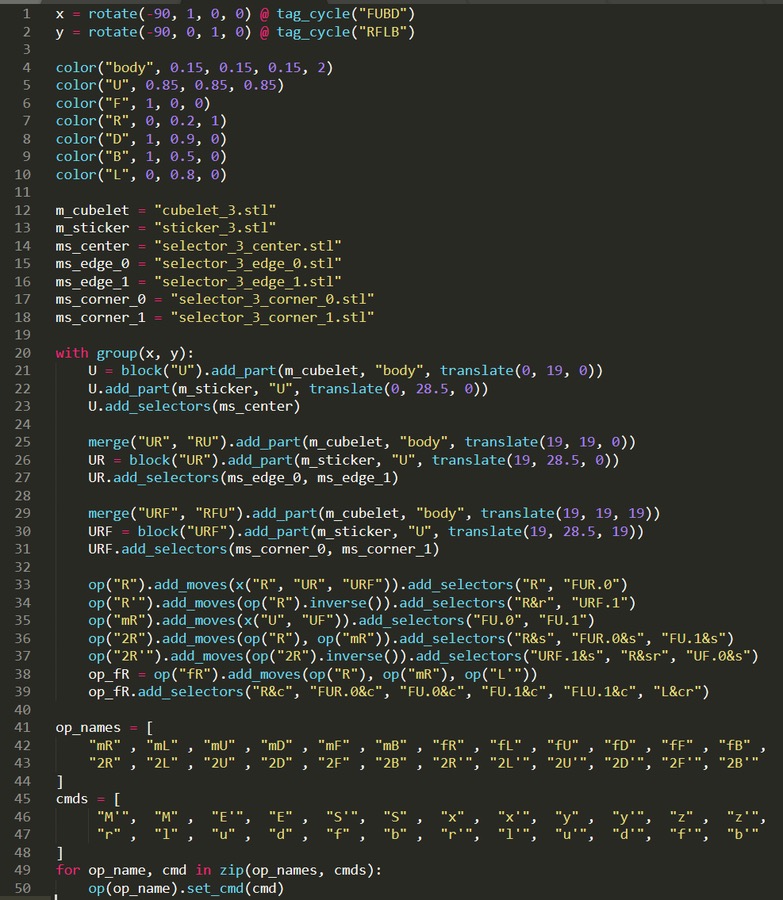 1 x = rotate(-90, 1, 0, 0) @ tag_cycle("FUBD")
2 y = rotate(-90, 0, 1, 0) @ tag_cycle("RFLB")
3
4 color("body", 0.15, 0.15, 0.15, 2)
5 color("U", 0.85, 0.85, 0.85)
6 color("F", 1, 0, 0)
7 color("R", 0, 0.2, 1)
8 color("D", 1, 0.9, 0)
9 color("B", 1, 0.5, 0)
10 color("L", 0, 0.8, 0)
11
12 m_cubelet = "cubelet_3.stl"
13 m_sticker = "sticker_3.stl"
14 ms_center = "selector_3_center.stl"
15 ms_edge_0 = "selector_3_edge_0.stl"
16 ms_edge_1 = "selector_3_edge_1.stl"
17 ms_corner_0 = "selector_3_corner_0.stl"
18 ms_corner_1 = "selector_3_corner_1.stl"
19
20 with group(x, y):
21     U = block("U").add_part(m_cubelet, "body", translate(0, 19, 0))
22     U.add_part(m_sticker, "U", translate(0, 28.5, 0))
23     U.add_selectors(ms_center)
24
25     merge("UR", "RU").add_part(m_cubelet, "body", translate(19, 19, 0))
26     UR = block("UR").add_part(m_sticker, "U", translate(19, 28.5, 0))
27     UR.add_selectors(ms_edge_0, ms_edge_1)
28
29     merge("URF", "RFU").add_part(m_cubelet, "body", translate(19, 19, 19))
30     URF = block("URF").add_part(m_sticker, "U", translate(19, 28.5, 19))
31     URF.add_selectors(ms_corner_0, ms_corner_1)
32
33     op("R").add_moves(x("R", "UR", "URF")).add_selectors("R", "FUR.0")
34     op("R'").add_moves(op("R").inverse()).add_selectors("R&r", "URF.1")
35     op("mR").add_moves(x("U", "UF")).add_selectors("FU.0", "FU.1")
36     op("2R").add_moves(op("R"), op("mR")).add_selectors("R&s", "FUR.0&s", "FU.1&s")
37     op("2R'").add_moves(op("2R").inverse()).add_selectors("URF.1&s", "R&sr", "UF.0&s")
38     op_fR = op("fR").add_moves(op("R"), op("mR"), op("L'"))
39     op_fR.add_selectors("R&c", "FUR.0&c", "FU.0&c", "FU.1&c", "FLU.1&c", "L&cr")
40
41 op_names = [
42     "mR" , "mL" , "mU" , "mD" , "mF" , "mB" , "fR" , "fL" , "fU" , "fD" , "fF" , "fB" ,
43     "2R" , "2L" , "2U" , "2D" , "2F" , "2B" , "2R'", "2L'", "2U'", "2D'", "2F'", "2B'"
44 ]
45 cmds = [
46     "M'", "M" , "E'", "E" , "S'", "S" , "x" , "x'", "y" , "y'", "z" , "z'",
47     "r" , "l" , "u" , "d" , "f" , "b" , "r'", "l'", "u'", "d'", "f'", "b'"
48 ]
49 for op_name, cmd in zip(op_names, cmds):
50     op(op_name).set_cmd(cmd)